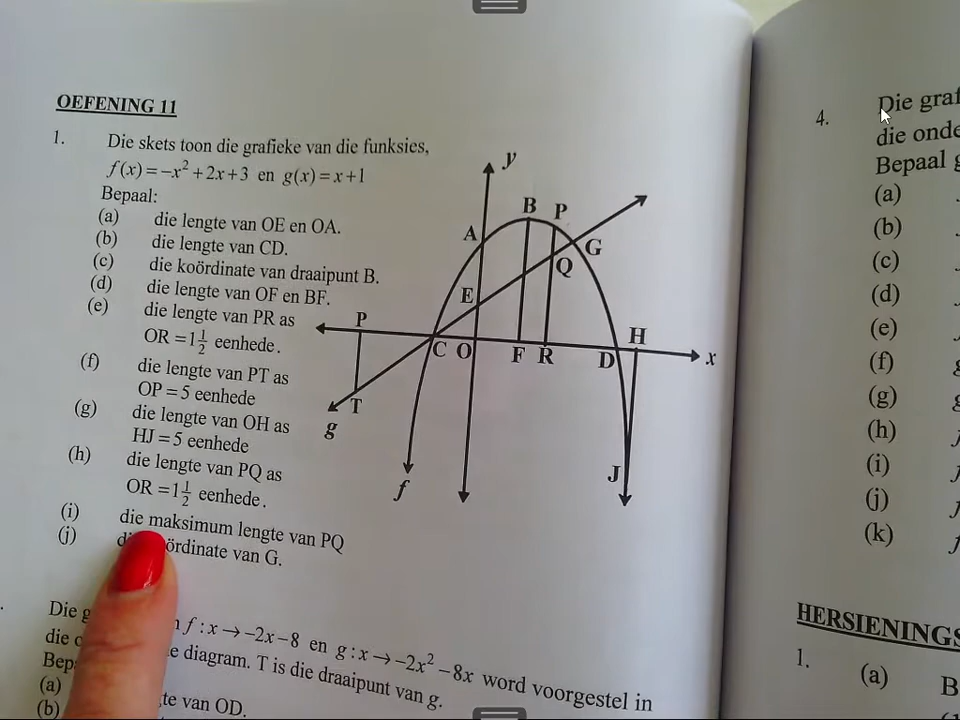 OEFENING 11
1. Die skets toon die grafieke van die funksies,
f(x) = −x² + 2x + 3 en g(x) = x + 1
Bepaal:
(a) die lengte van OE en OA.
(b) die lengte van CD.
(c) die koördinate van draaipunt B.
(d) die lengte van OF en BF.
(e) die lengte van PR as
OR = 1½ eenhede.
(f) die lengte van PT as
OP = 5 eenhede
(g) die lengte van OH as
HJ = 5 eenhede
(h) die lengte van PQ as
OR = 1½ eenhede.
(i) die maksimum lengte van PQ
(j) ördinate van G.
y
B P
A G
Q
E
P H
C O F R D x
T
g
J
f
Die
f : x → −2x − 8 en g : x → −2x² − 8x word voorgestel in
die diagram. T is die draaipunt van g.
(a) van OD.
(b)
4. Die
die
Bepaal
(a)
(b)
(c)
(d)
(e)
(f)
(g)
(h)
(i)
(j)
(k)
1. (a)